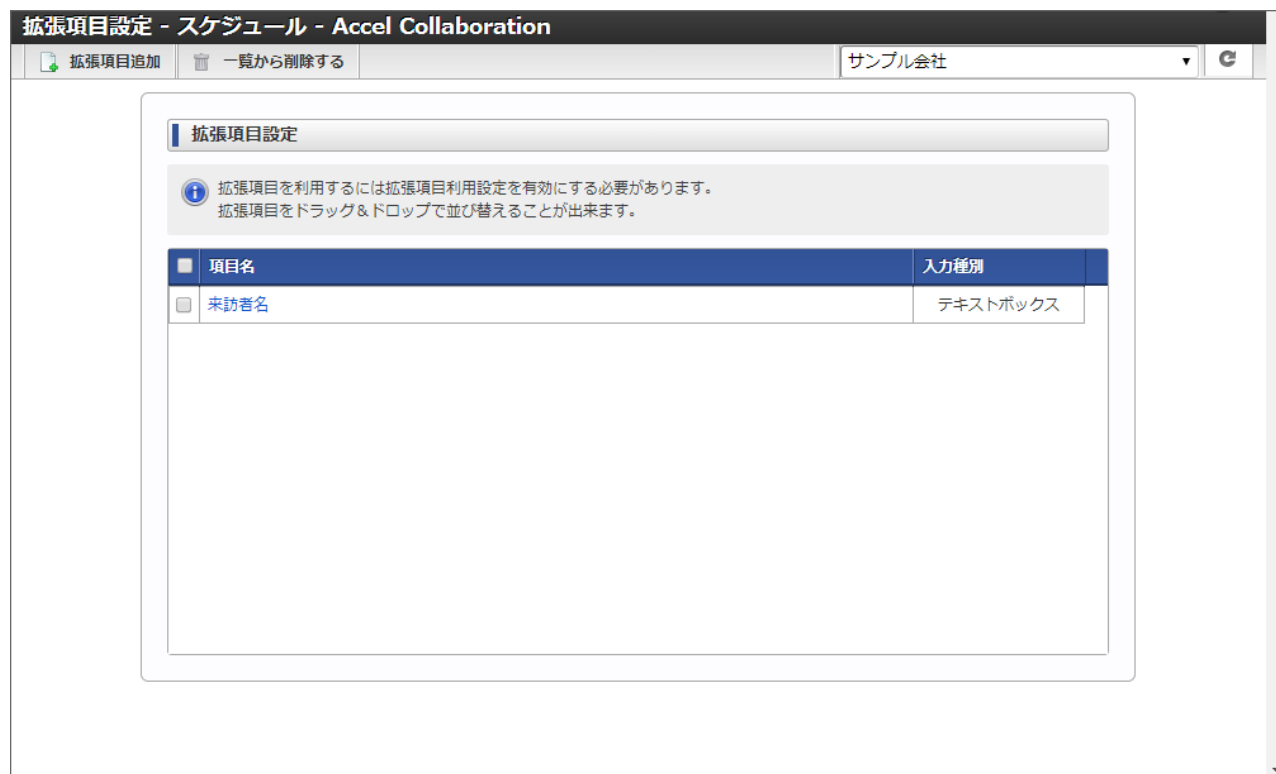 拡張項目設定 - スケジュール - Accel Collaboration
拡張項目追加 一覧から削除する サンプル会社
拡張項目設定
拡張項目を利用するには拡張項目利用設定を有効にする必要があります。
拡張項目をドラッグ&ドロップで並び替えることが出来ます。
項目名 入力種別
来訪者名 テキストボックス